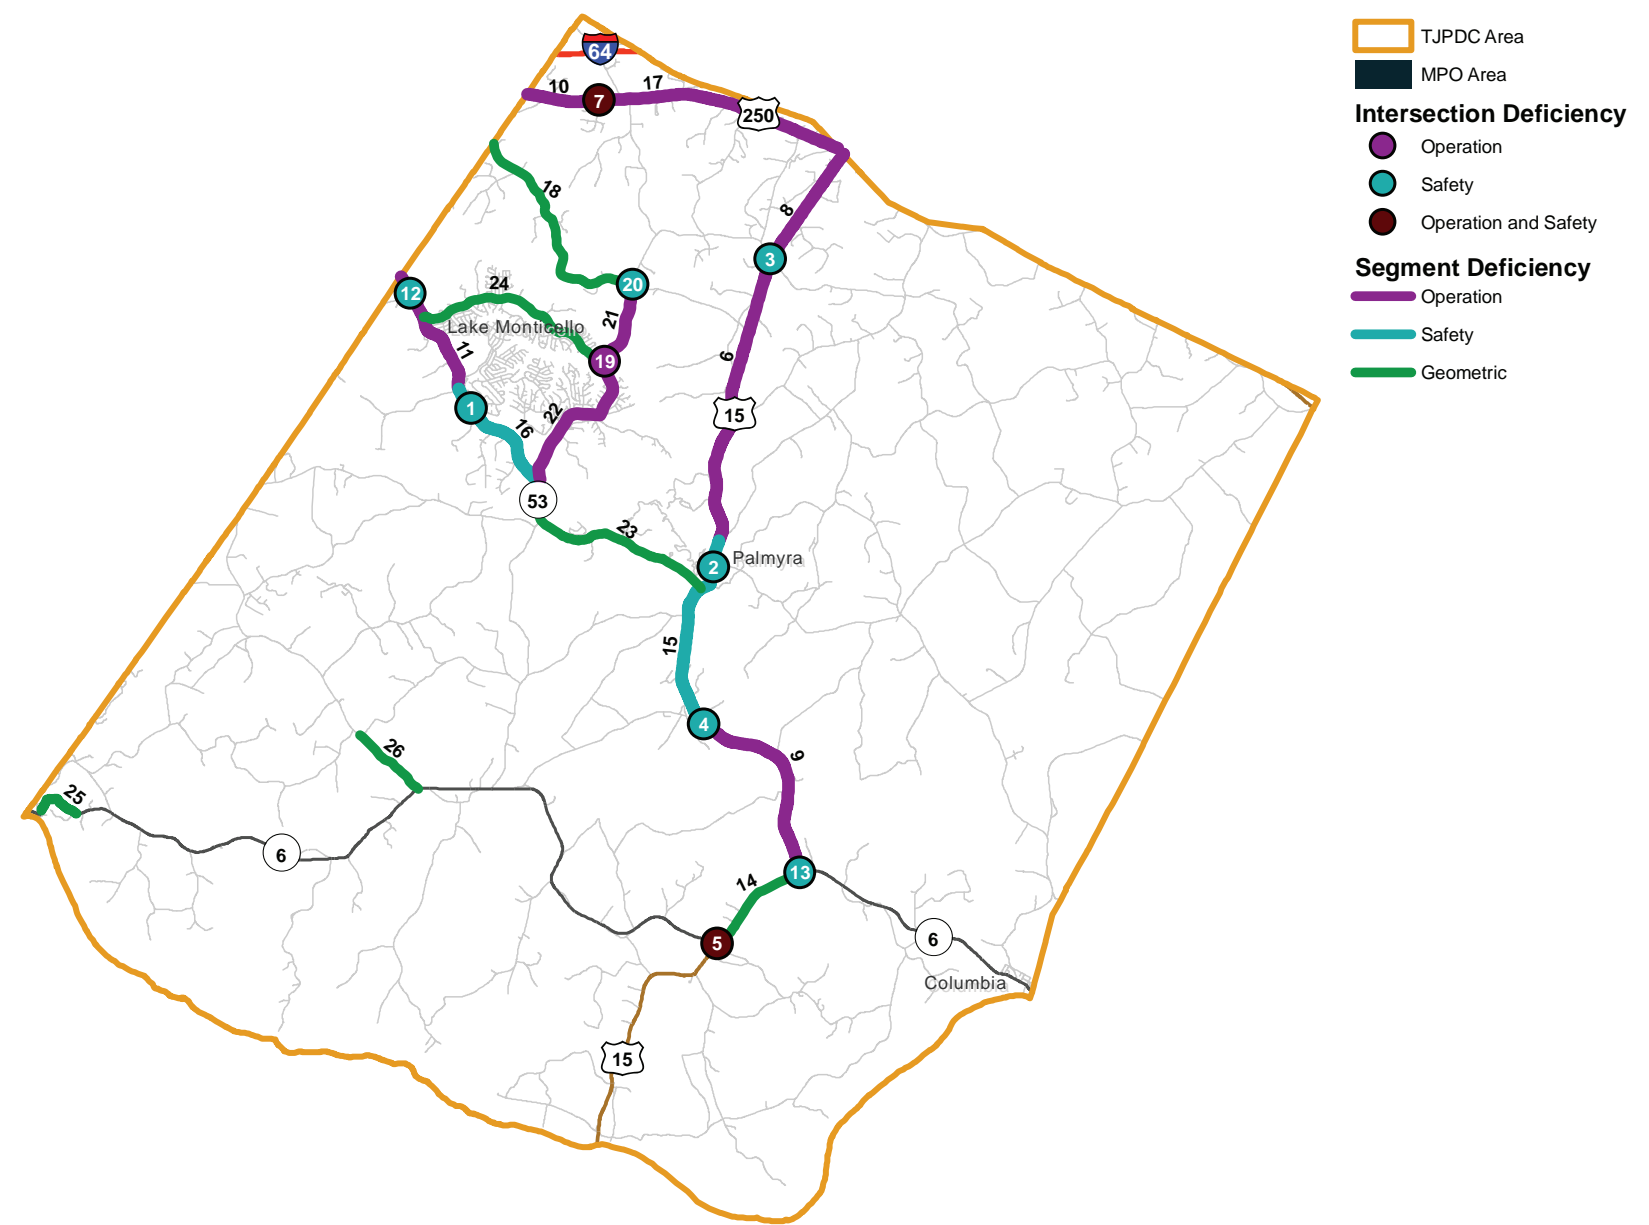 64
TJPDC Area
MPO Area
Intersection Deficiency
Operation
Safety
Operation and Safety
Segment Deficiency
Operation
Safety
Geometric
10
7
17
250
18
8
3
12
24
20
Lake Monticello
21
11
19
6
1
16
22
15
53
23
2
Palmyra
15
4
26
9
25
6
14
13
5
6
Columbia
15